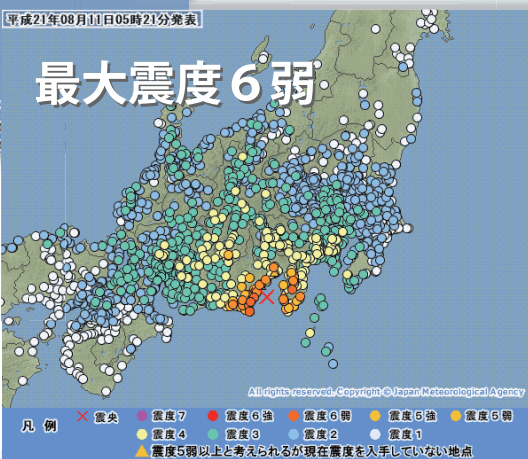 平成21年08月11日05時21分発表
最大震度6弱
All rights reserved. Copyright © Japan Meteorological Agency
凡 例 震央 震度7 震度6強 震度6弱 震度5強 震度5弱
震度4 震度3 震度2 震度1
震度5弱以上と考えられるが現在震度を入手していない地点